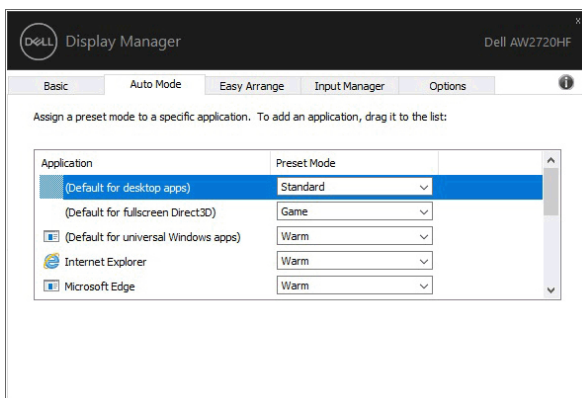 DELL Display Manager
x
Dell AW2720HF
Basic Auto Mode Easy Arrange Input Manager Options
i
Assign a preset mode to a specific application. To add an application, drag it to the list:
Application Preset Mode
(Default for desktop apps) Standard
(Default for fullscreen Direct3D) Game
(Default for universal Windows apps) Warm
Internet Explorer Warm
Microsoft Edge Warm